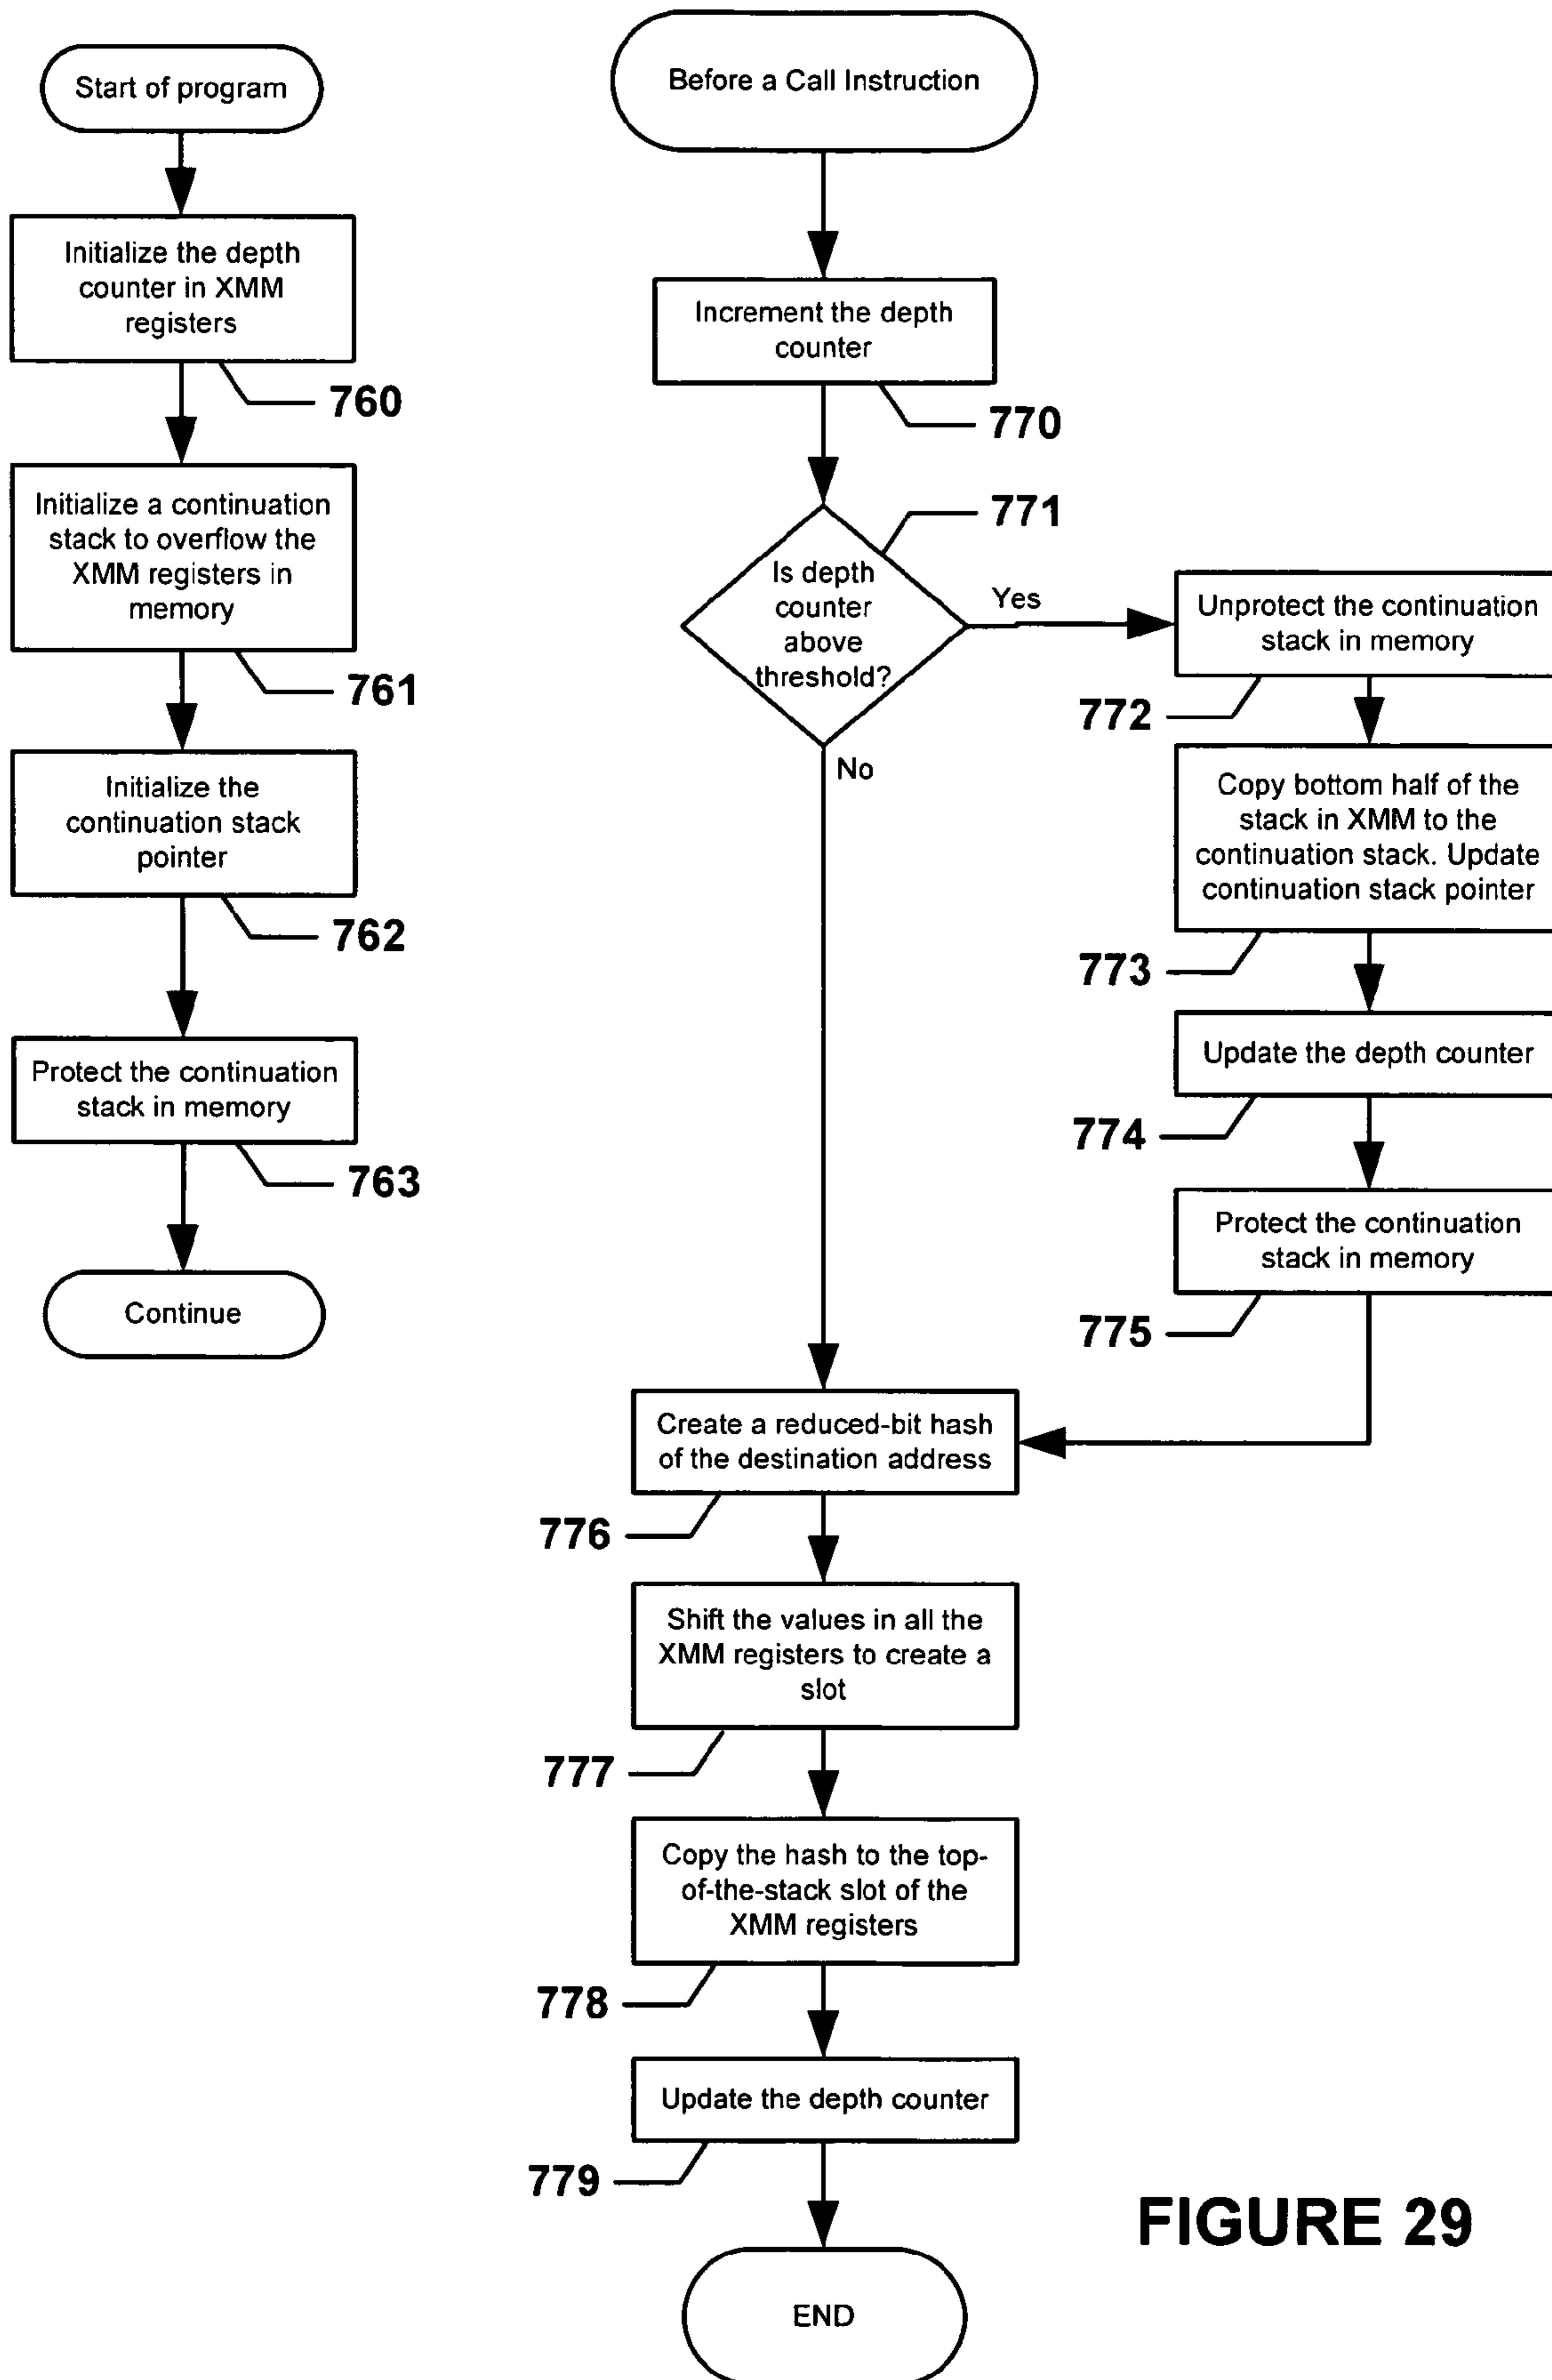 Start of program
Initialize the depth
counter in XMM
registers
760
Initialize a continuation
stack to overflow the
XMM registers in
memory
761
Initialize the
continuation stack
pointer
762
Protect the continuation
stack in memory
763
Continue
Before a Call Instruction
Increment the depth
counter
770
771
Is depth
counter
above
threshold?
Yes
No
Unprotect the continuation
stack in memory
772
Copy bottom half of the
stack in XMM to the
continuation stack. Update
continuation stack pointer
773
Update the depth counter
774
Protect the continuation
stack in memory
775
Create a reduced-bit hash
of the destination address
776
Shift the values in all the
XMM registers to create a
slot
777
Copy the hash to the top-
of-the-stack slot of the
XMM registers
778
Update the depth counter
779
END
FIGURE 29